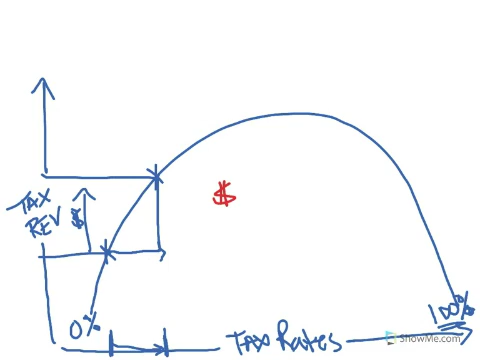 $
TAX
REV
$
0%
100%
Tax Rates
ShowMe.com